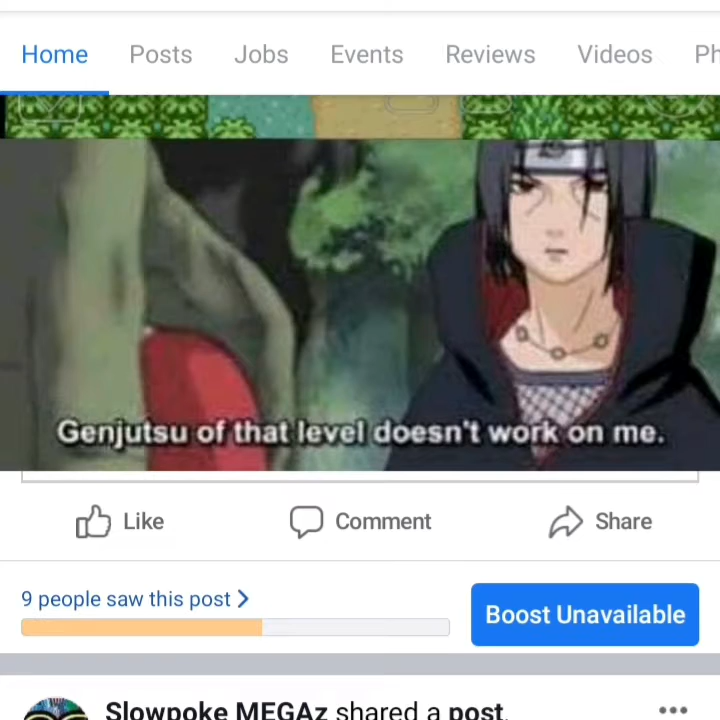 Home Posts Jobs Events Reviews Videos Ph
Genjutsu of that level doesn't work on me.
Like Comment Share
9 people saw this post
Boost Unavailable
Slowpoke MEGAz shared a post.